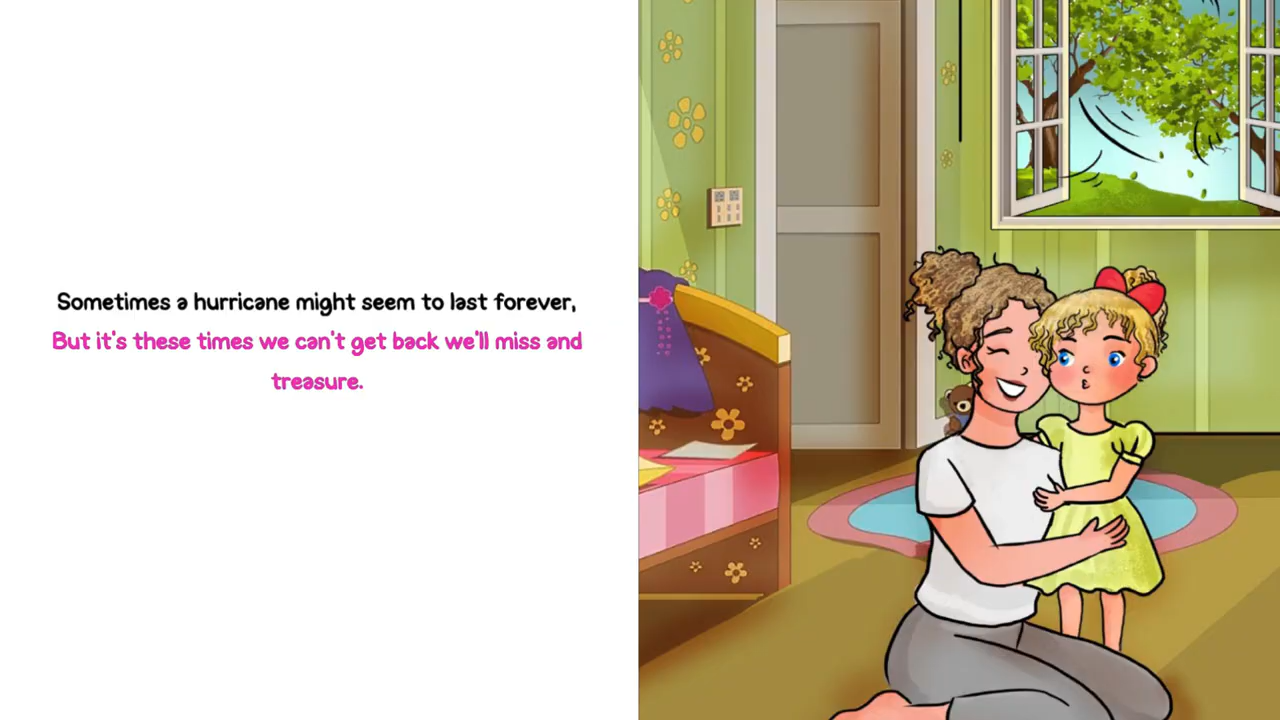 Sometimes a hurricane might seem to last forever,
But it's these times we can't get back we'll miss and
treasure.